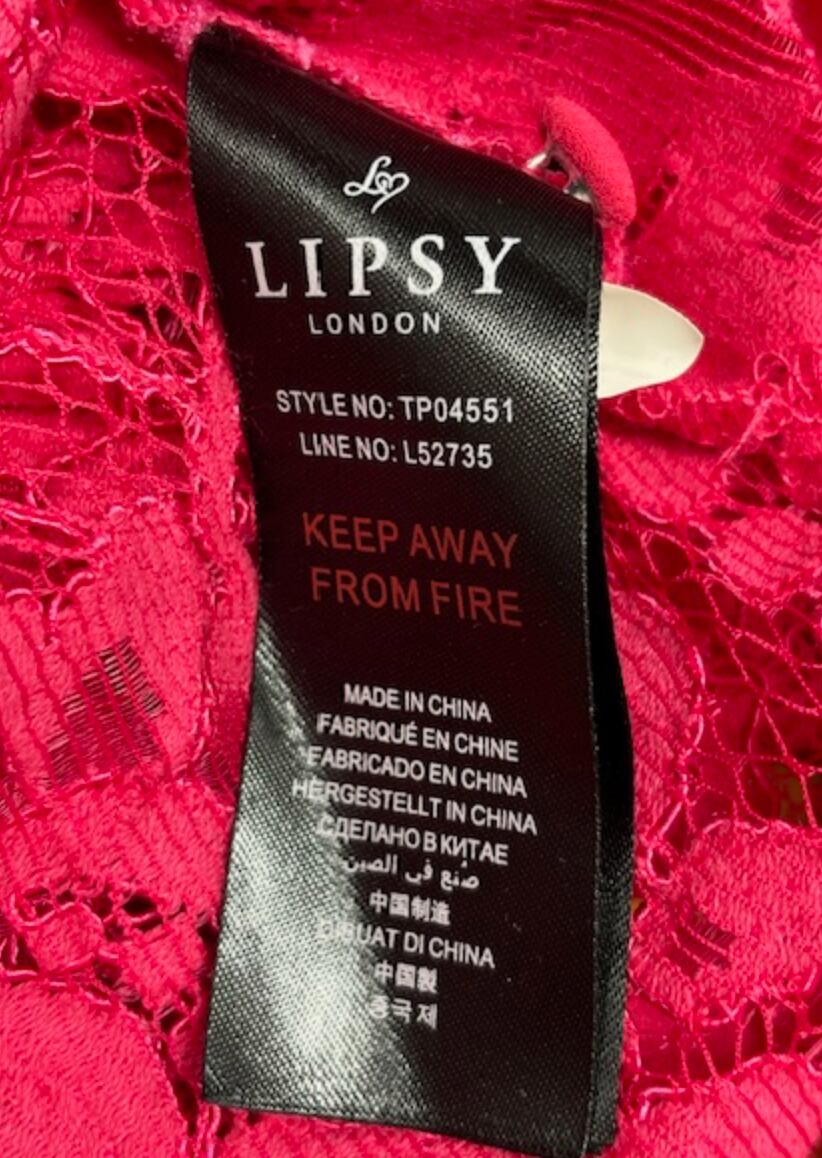 LIPSY
LONDON
STYLE NO: TP04551
LINE NO: L52735
KEEP AWAY
FROM FIRE
MADE IN CHINA
FABRIQUÉ EN CHINE
FABRICADO EN CHINA
HERGESTELLT IN CHINA
СДЕЛАНО В КИТАЕ
صنع في الصين
中国制造
DIBUAT DI CHINA
中國製
중국제